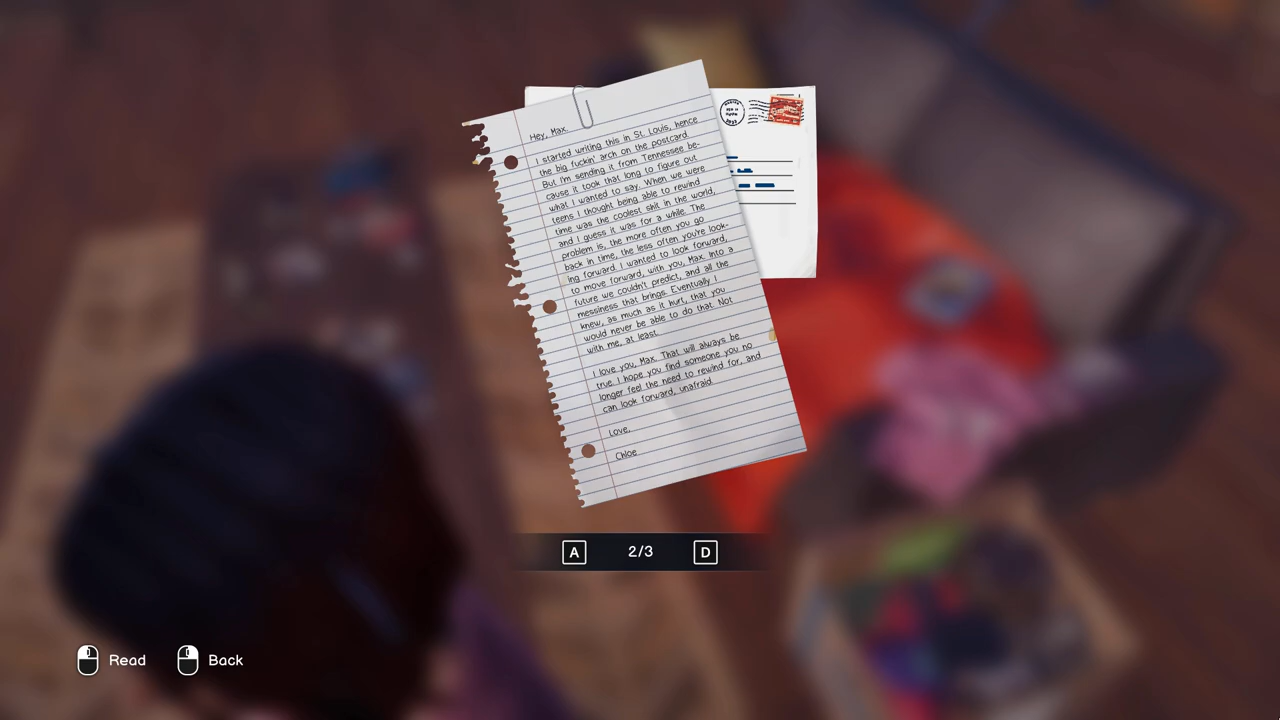 Hey, Max.
I started writing this in St. Louis, hence
the big fuckin' arch on the postcard.
But I'm sending it from Tennessee be-
cause it took that long to figure out
what I wanted to say. When we were
teens I thought being able to rewind
time was the coolest shit in the world,
and I guess it was for a while. The
problem is, the more often you go
back in time, the less often you're look-
ing forward. I wanted to look forward,
to move forward, with you, Max. Into a
future we couldn't predict, and all the
messiness that brings. Eventually I
knew, as much as it hurt, that you
would never be able to do that. Not
with me, at least.
I love you, Max. That will always be
true. I hope you find someone you no
longer feel the need to rewind for, and
can look forward, unafraid.
Love,
Chloe
A 2/3 D
Read Back